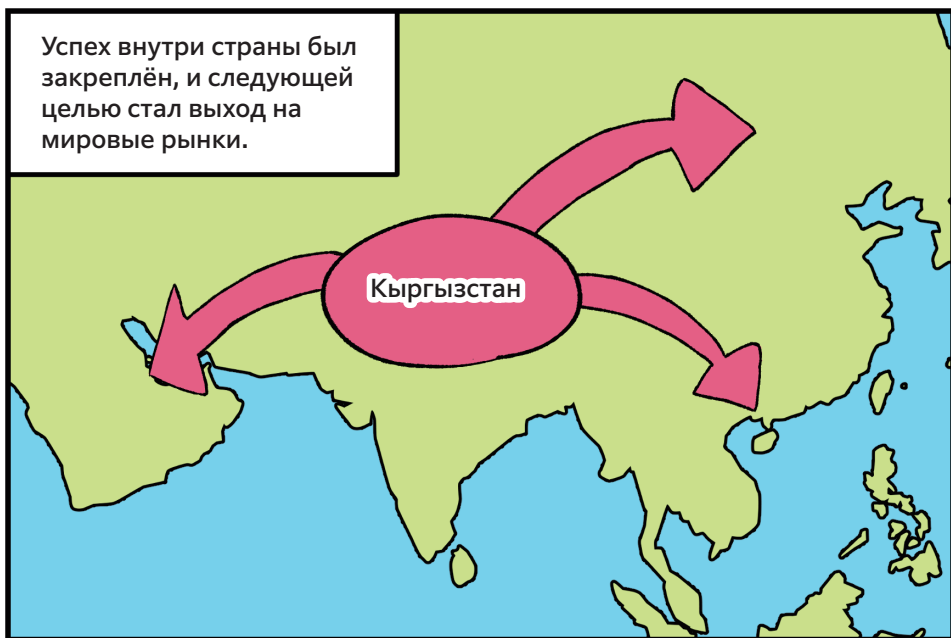 Успех внутри страны был
закреплён, и следующей
целью стал выход на
мировые рынки.
Кыргызстан